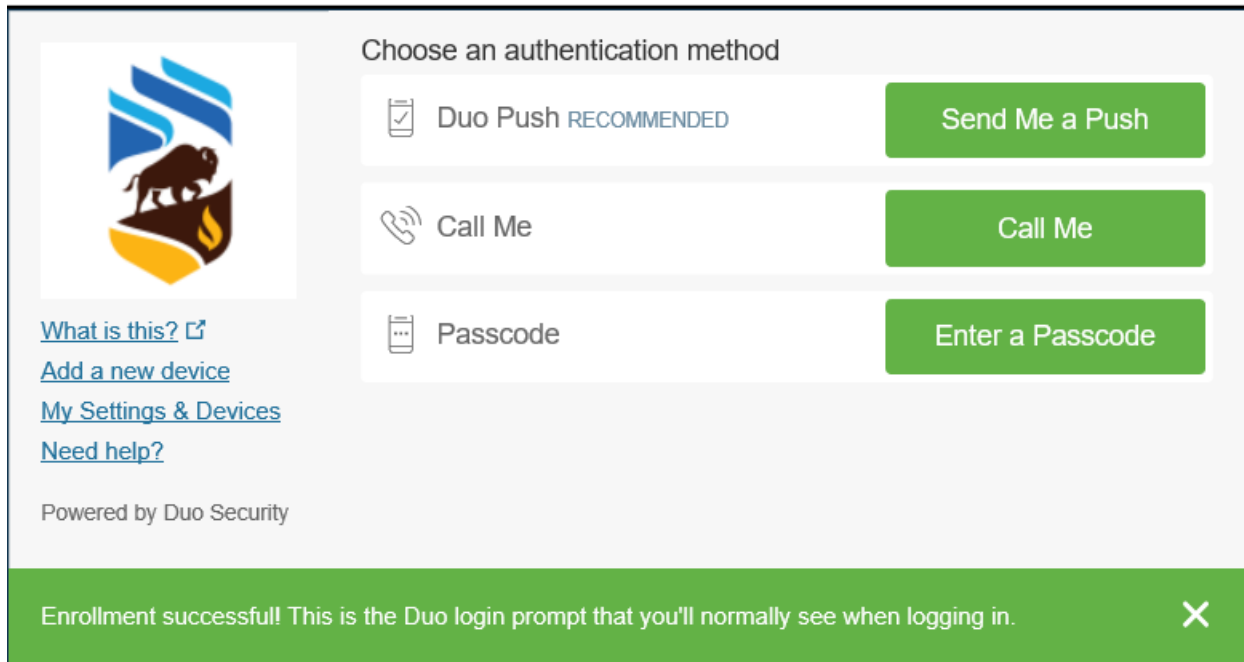 Choose an authentication method
Duo Push RECOMMENDED
Send Me a Push
Call Me
Call Me
Passcode
Enter a Passcode
What is this?
Add a new device
My Settings & Devices
Need help?
Powered by Duo Security
Enrollment successful! This is the Duo login prompt that you'll normally see when logging in.